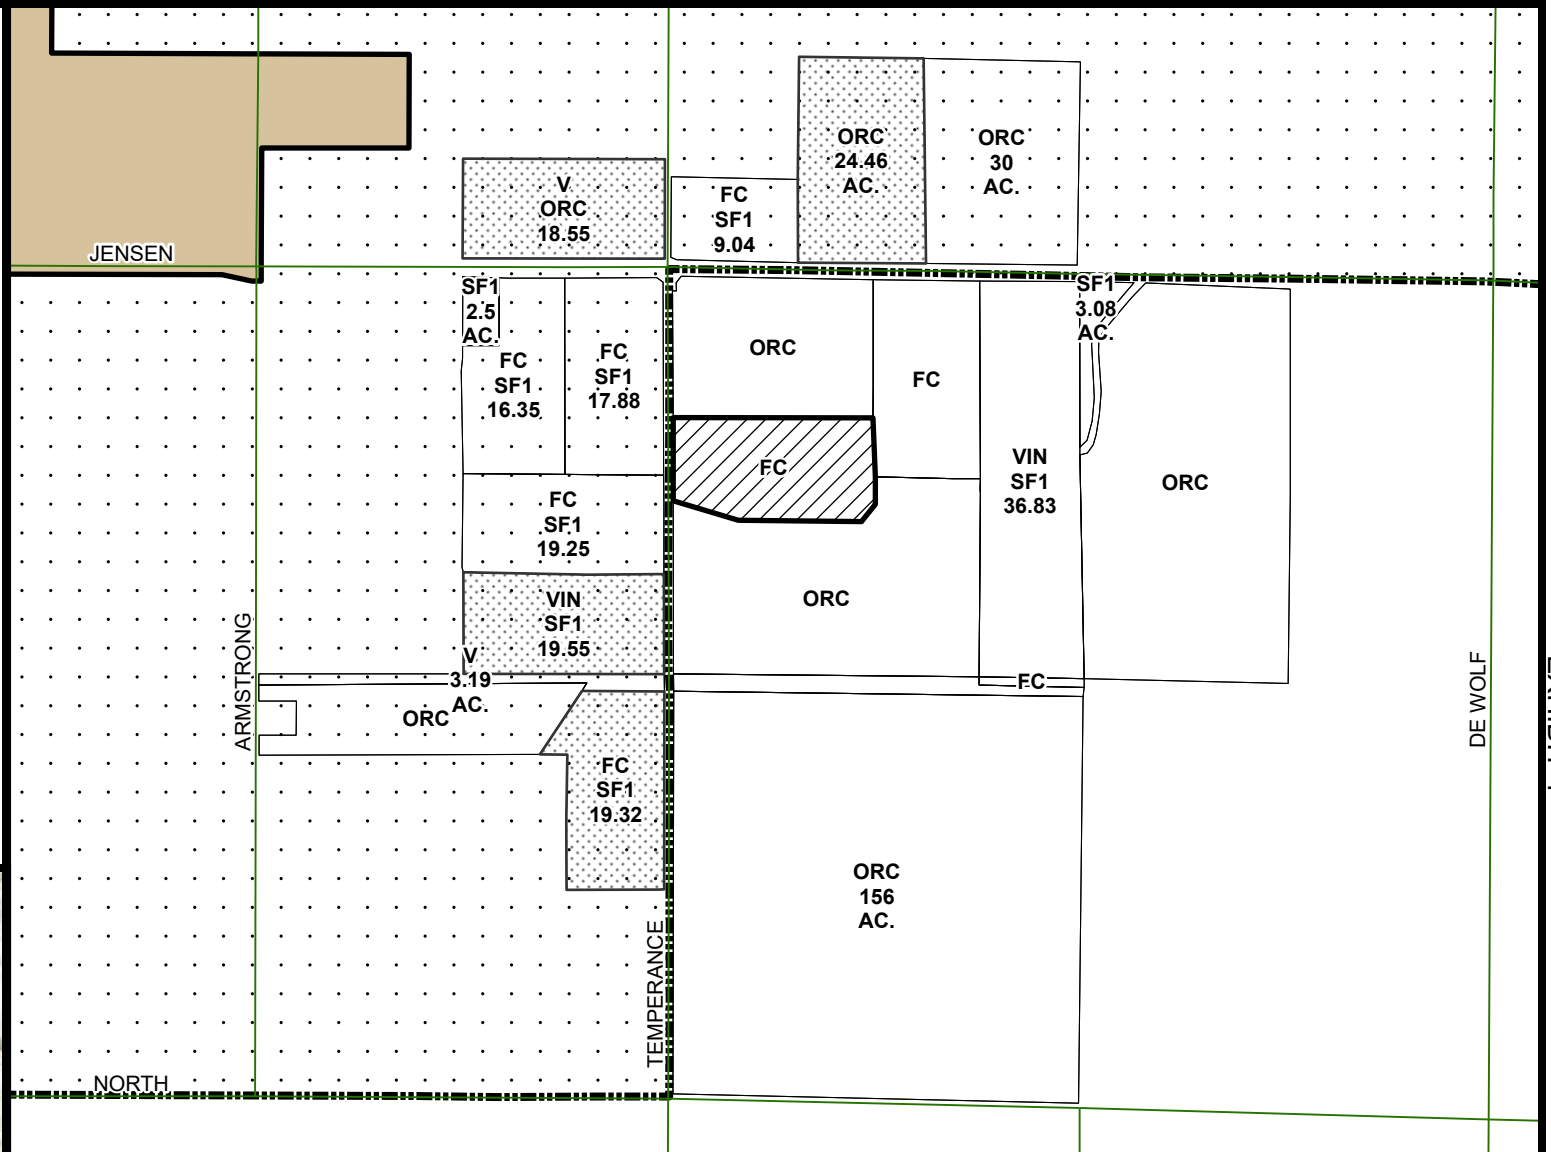 ORC
24.46
AC.
ORC
30
AC.
V
ORC
18.55
FC
SF1
9.04
JENSEN
SF1
2.5
AC.
SF1
3.08
AC.
FC
SF1
16.35
FC
SF1
17.88
ORC
FC
FC
VIN
SF1
36.83
ORC
FC
SF1
19.25
VIN
SF1
19.55
ORC
ARMSTRONG
V
3.19
AC.
ORC
FC
DE WOLF
FC
SF1
19.32
ORC
156
AC.
TEMPERANCE
NORTH